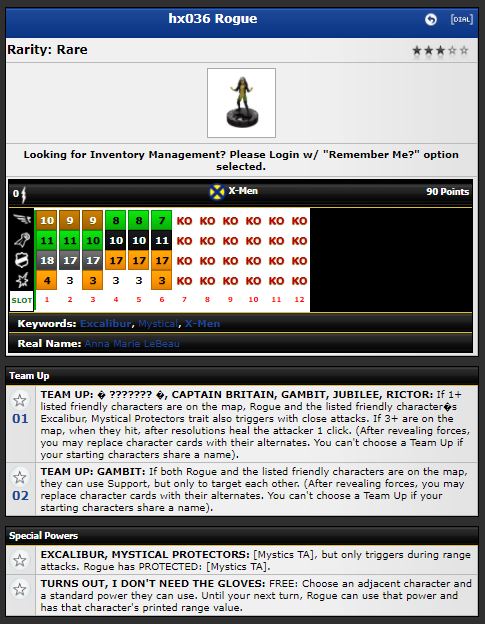 hx036 Rogue
[DIAL]
Rarity: Rare
Looking for Inventory Management? Please Login w/ "Remember Me?" option
selected.
0 X-Men 90 Points
10 9 9 8 8 7 KO KO KO KO KO KO
11 11 10 10 10 11 KO KO KO KO KO KO
18 17 17 17 17 17 KO KO KO KO KO KO
4 3 3 3 3 3 KO KO KO KO KO KO
SLOT 1 2 3 4 5 6 7 8 9 10 11 12
Keywords: Excalibur, Mystical, X-Men
Real Name: Anna Marie LeBeau
Team Up
01
TEAM UP: � ??????? �, CAPTAIN BRITAIN, GAMBIT, JUBILEE, RICTOR: If 1+
listed friendly characters are on the map, Rogue and the listed friendly character�s
Excalibur, Mystical Protectors trait also triggers with close attacks. If 3+ are on the
map, when they hit, after resolutions heal the attacker 1 click. (After revealing forces,
you may replace character cards with their alternates. You can't choose a Team Up if
your starting characters share a name).
02
TEAM UP: GAMBIT: If both Rogue and the listed friendly characters are on the map,
they can use Support, but only to target each other. (After revealing forces, you may
replace character cards with their alternates. You can't choose a Team Up if your
starting characters share a name).
Special Powers
EXCALIBUR, MYSTICAL PROTECTORS: [Mystics TA], but only triggers during range
attacks. Rogue has PROTECTED: [Mystics TA].
TURNS OUT, I DON'T NEED THE GLOVES: FREE: Choose an adjacent character and
a standard power they can use. Until your next turn, Rogue can use that power and
has that character's printed range value.